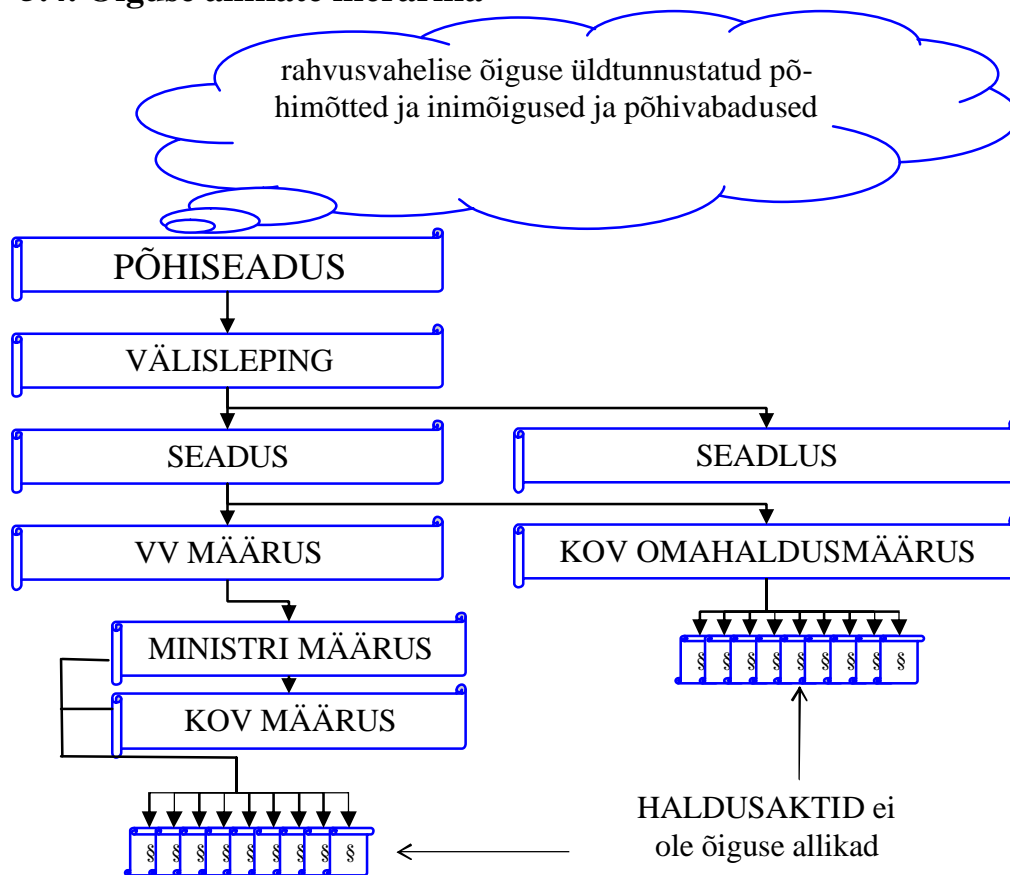 rahvusvahelise õiguse üldtunnustatud põ-
himõtted ja inimõigused ja põhivabadused
PÕHISEADUS
VÄLISLEPING
SEADUS
SEADLUS
VV MÄÄRUS
KOV OMAHALDUSMÄÄRUS
MINISTRI MÄÄRUS
§ § § § § § § § §
KOV MÄÄRUS
HALDUSAKTID ei
ole õiguse allikad
§ § § § § § § § §